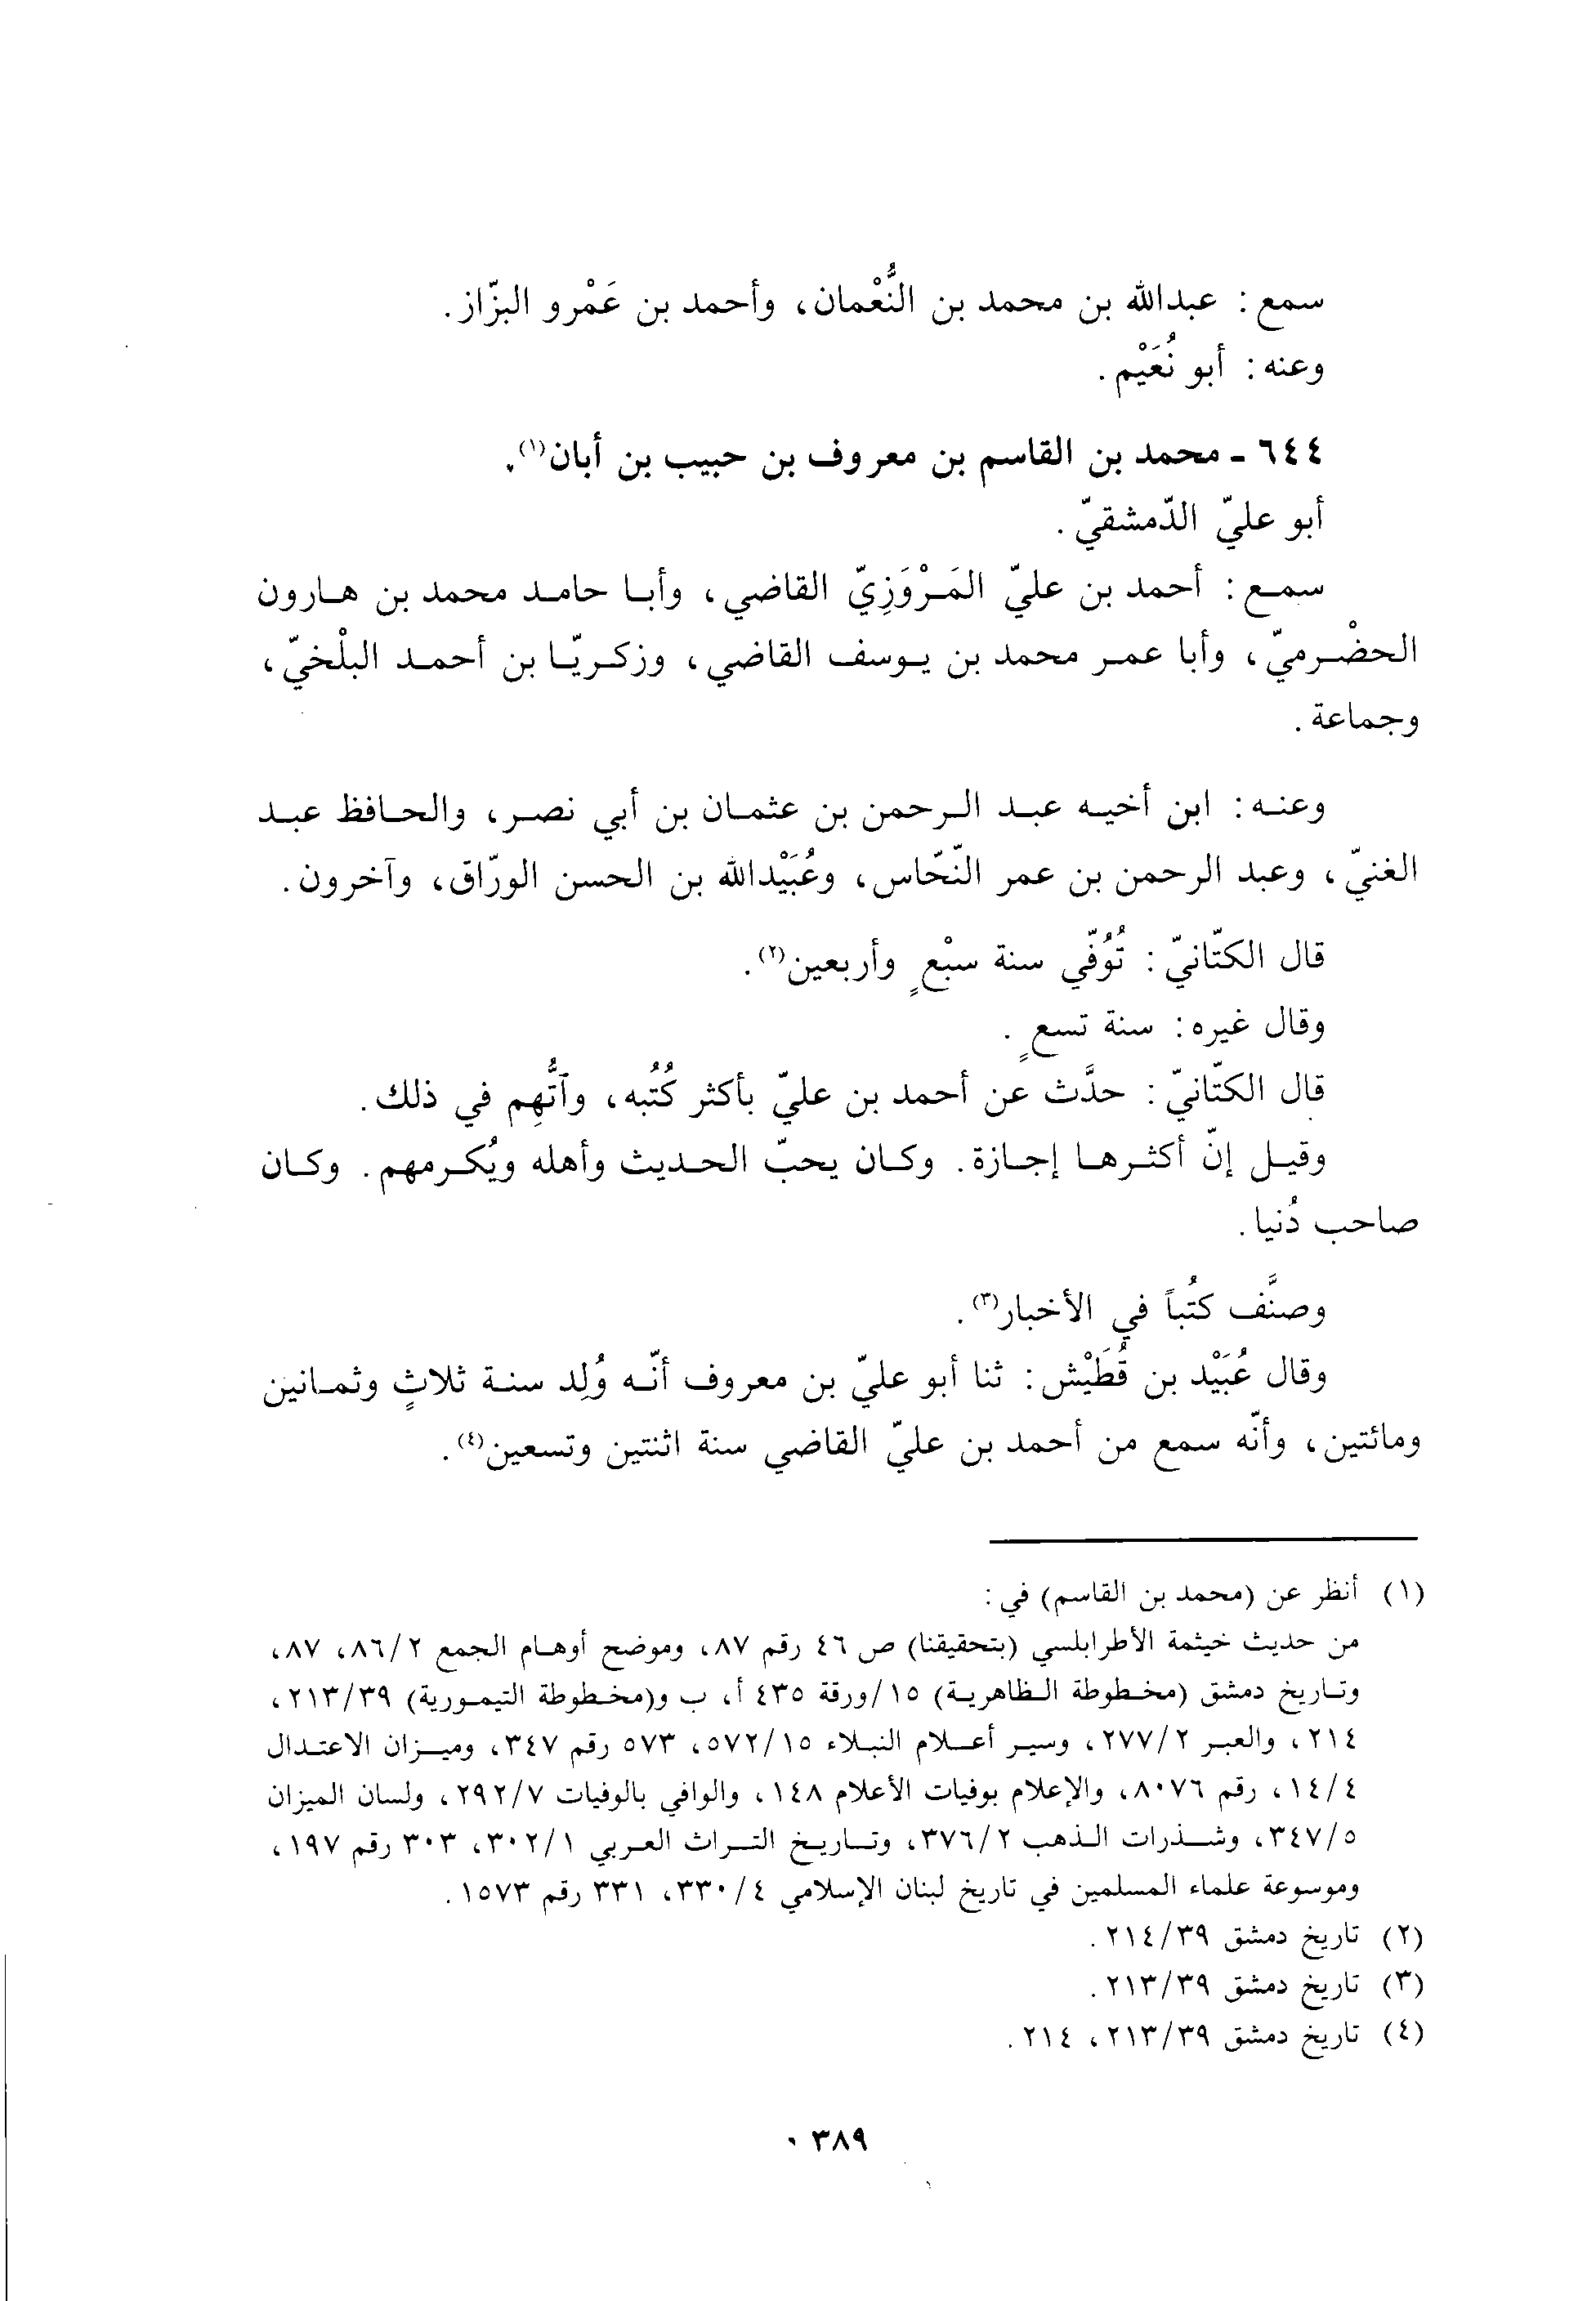 سمع: عبدالله بن محمد بن النُّعْمان، وأحمد بن عَمْرو البزّاز.
وعنه: أبو نُعَيْم.
٦٤٤ - محمد بن القاسم بن معروف بن حبيب بن أبان(١).
أبو عليّ الدّمشقيّ.
سمع: أحمد بن عليّ المَرْوَزِيّ القاضي، وأبا حامد محمد بن هارون
الحضْرميّ، وأبا عمر محمد بن يوسف القاضي، وزكريّا بن أحمد البلْخيّ،
وجماعة.
وعنه: ابن أخيه عبد الرحمن بن عثمان بن أبي نصر، والحافظ عبد
الغنيّ، وعبد الرحمن بن عمر النّحّاس، وعُبَيْدالله بن الحسن الورّاق، وآخرون.
قال الكتّانيّ: تُوُفّي سنة سبْعٍ وأربعين(٢).
وقال غيره: سنة تسعٍ.
قال الكتّانيّ: حدَّث عن أحمد بن عليّ بأكثر كُتُبه، وٱتُّهِم في ذلك.
وقيل إنّ أكثرها إجازة. وكان يحبّ الحديث وأهله ويُكرمهم. وكان
صاحب دُنيا.
وصنَّف كتُباً في الأخبار(٣).
وقال عُبَيْد بن قُطَيْش: ثنا أبو عليّ بن معروف أنّه وُلِد سنة ثلاثٍ وثمانين
ومائتين، وأنّه سمع من أحمد بن عليّ القاضي سنة اثنتين وتسعين(٤).
(١) أنظر عن (محمد بن القاسم) في:
من حديث خيثمة الأطرابلسي (بتحقيقنا) ص ٤٦ رقم ٨٧، وموضح أوهام الجمع ٨٦/٢، ٨٧،
وتاريخ دمشق (مخطوطة الظاهرية) ١٥/ورقة ٤٣٥ أ، ب و(مخطوطة التيمورية) ٢١٣/٣٩،
٢١٤، والعبر ٢٧٧/٢، وسير أعلام النبلاء ٥٧٢/١٥، ٥٧٣ رقم ٣٤٧، وميزان الاعتدال
١٤/٤، رقم ٨٠٧٦، والإعلام بوفيات الأعلام ١٤٨، والوافي بالوفيات ٢٩٢/٧، ولسان الميزان
٣٤٧/٥، وشذرات الذهب ٣٧٦/٢، وتاريخ التراث العربي ٣٠٢/١، ٣٠٣ رقم ١٩٧،
وموسوعة علماء المسلمين في تاريخ لبنان الإسلامي ٣٣٠/٤، ٣٣١ رقم ١٥٧٣.
(٢) تاريخ دمشق ٢١٤/٣٩.
(٣) تاريخ دمشق ٢١٣/٣٩.
(٤) تاريخ دمشق ٢١٣/٣٩، ٢١٤.
٣٨٩